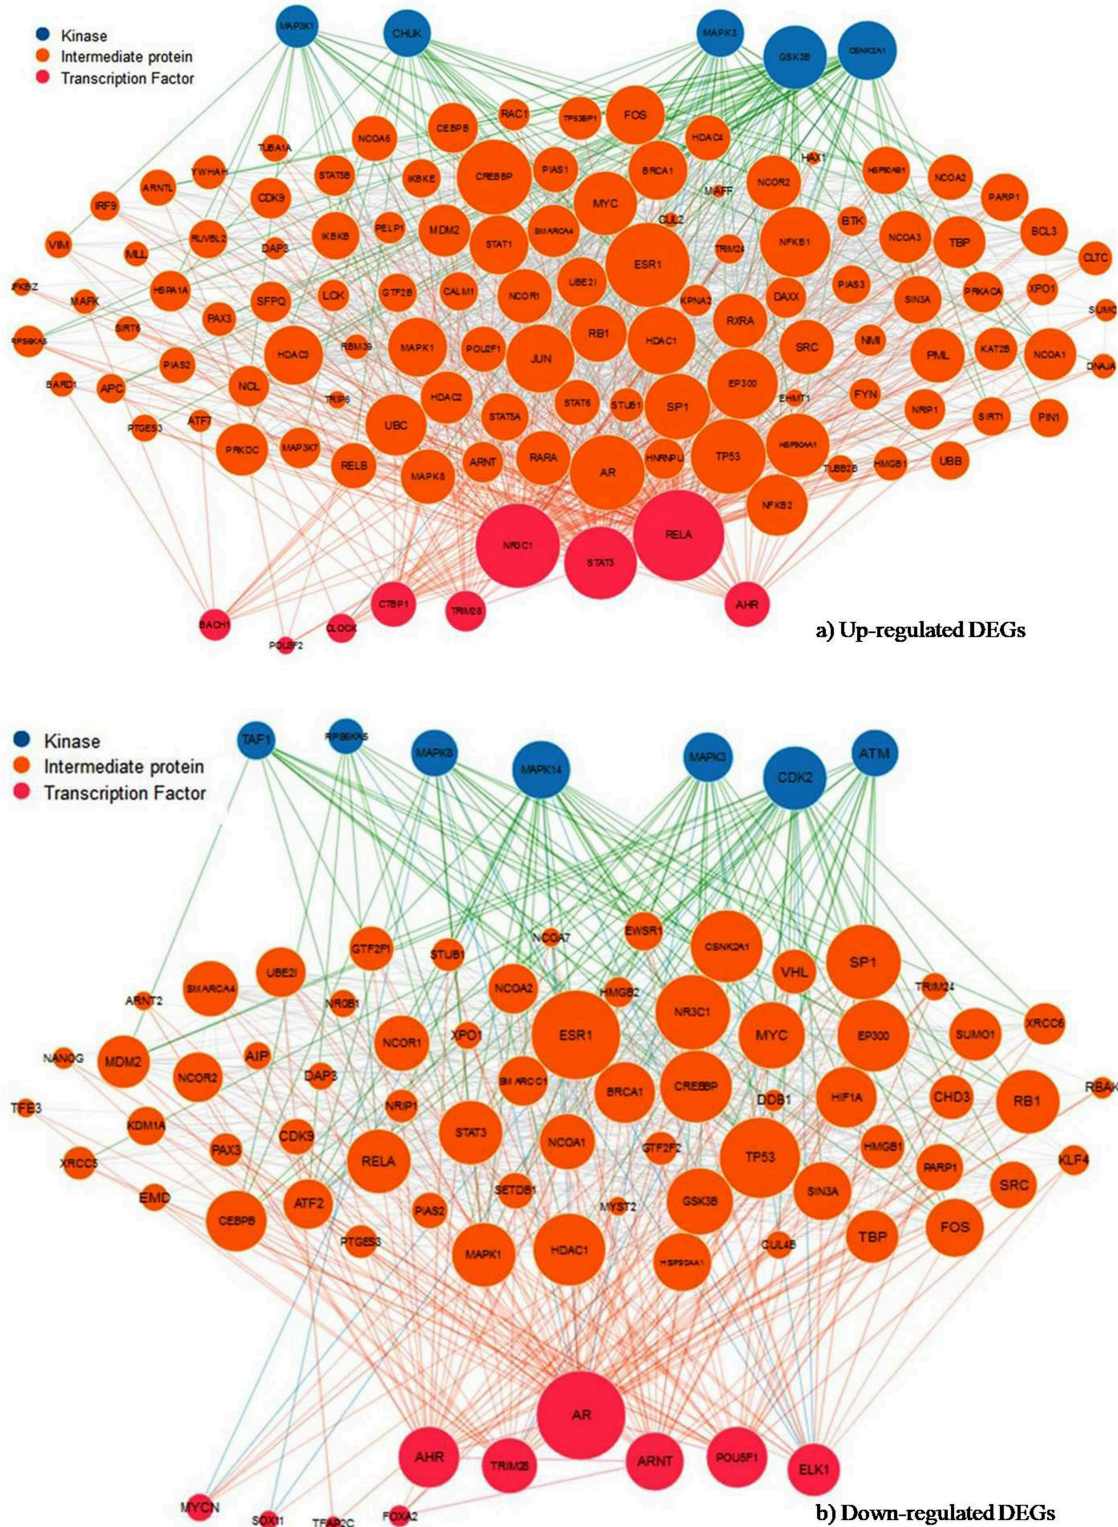 MAP3K1
CHUK
MAPK3
GSK3B
CSNK2A1
Kinase
Intermediate protein
Transcription Factor
RAC1
TP53BP1
FOS
CEBPB
NCOA6
HDAC4
TUBA1A
HAX1
YWHAH
ARNTL
STAT5B
IKBKE
CREBBP
PIAS1
BRCA1
NCOR2
HSP90AB1
NCOA2
MAFF
PARP1
IRF9
CDK9
MYC
CUL2
BTK
VIM
RUVBL2
MLL
DAP3
IKBKB
PELP1
MDM2
STAT1
SMARCA4
ESR1
TRIM24
NFKB1
NCOA3
TBP
BCL3
CLTC
HSPA1A
MAFK
SFPQ
LCK
GTF2B
CALM1
NCOR1
UBE2I
KPNA2
DAXX
PIAS3
SIN3A
PRKACA
XPO1
RPS6KA5
SIRT6
PAX3
RBM39
MAPK1
POU2F1
JUN
RB1
HDAC1
RXRA
SRC
NMI
PML
KAT2B
NCOA1
BARD1
APC
PIAS2
NCL
HDAC3
TRIP6
HDAC2
STAT5A
STAT6
STUB1
SP1
EP300
EHMT1
FYN
NRIP1
SIRT1
PIN1
PTGES3
ATF7
PRKDC
MAP3K7
UBC
RELB
MAPK8
ARNT
RARA
AR
HNRNPU
TP53
HSP90AA1
TUBB2B
HMGB1
UBB
NFKB2
NR3C1
STAT3
RELA
BACH1
CLOCK
CTBP1
TRIM28
AHR
a) Up-regulated DEGs
Kinase
Intermediate protein
Transcription Factor
TAF1
RPS6KA5
MAPK8
MAPK14
MAPK3
CDK2
ATM
GTF2F1
STUB1
NCOA7
EWSR1
CSNK2A1
VHL
SP1
TRIM24
ARNT2
SMARCA4
UBE2I
NR0B1
NCOA2
HMGB2
NR3C1
MYC
EP300
SUMO1
XRCC6
NANOG
MDM2
NCOR2
AIP
DAP3
NCOR1
XPO1
ESR1
SMARCC1
BRCA1
CREBBP
DDB1
HIF1A
CHD3
RB1
RBAK
TFE3
KDM1A
XRCC5
PAX3
CDK9
NRIP1
RELA
STAT3
NCOA1
GTF2F2
TP53
HMGB1
PARP1
KLF4
EMD
CEBPB
ATF2
PTGES3
PIAS2
SETDB1
MYST2
GSK3B
SIN3A
SRC
MAPK1
HDAC1
HSP90AA1
CUL4B
TBP
FOS
AR
AHR
TRIM28
ARNT
POU5F1
ELK1
MYCN
SOX11
TFAP2C
FOXA2
b) Down-regulated DEGs